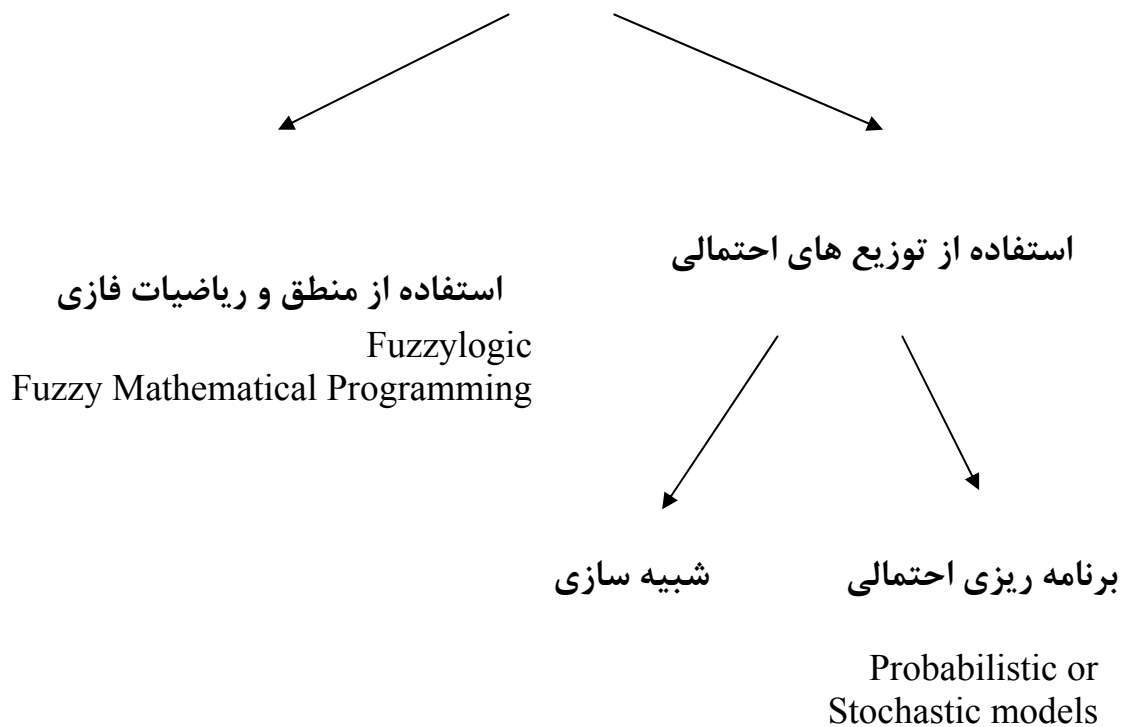 استفاده از توزیع های احتمالی
استفاده از منطق و ریاضیات فازی
Fuzzylogic
Fuzzy Mathematical Programming
برنامه ریزی احتمالی
شبیه سازی
Probabilistic or
Stochastic models